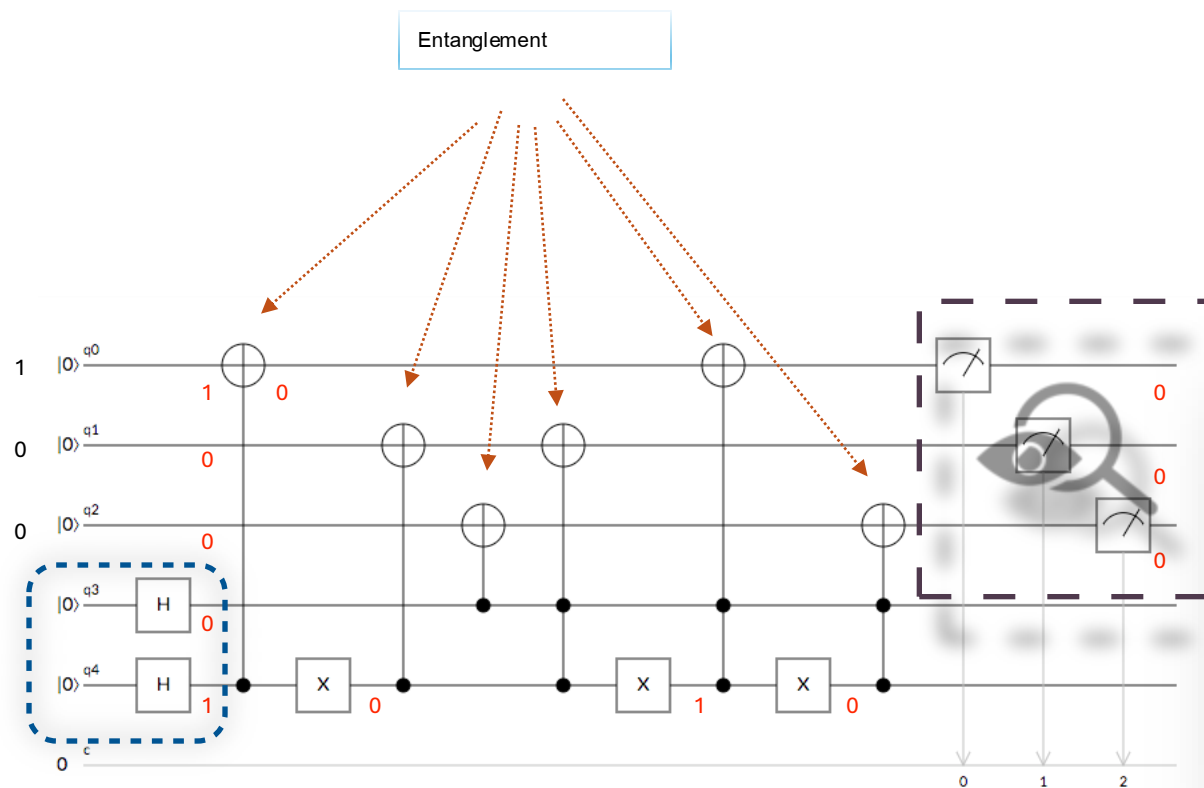 Entanglement
1 |0⟩ q0 1 0 0
0 |0⟩ q1 0 0
0 |0⟩ q2 0 0
|0⟩ q3 H 0
|0⟩ q4 H 1 X 0 X 1 X 0
0 c
0 1 2